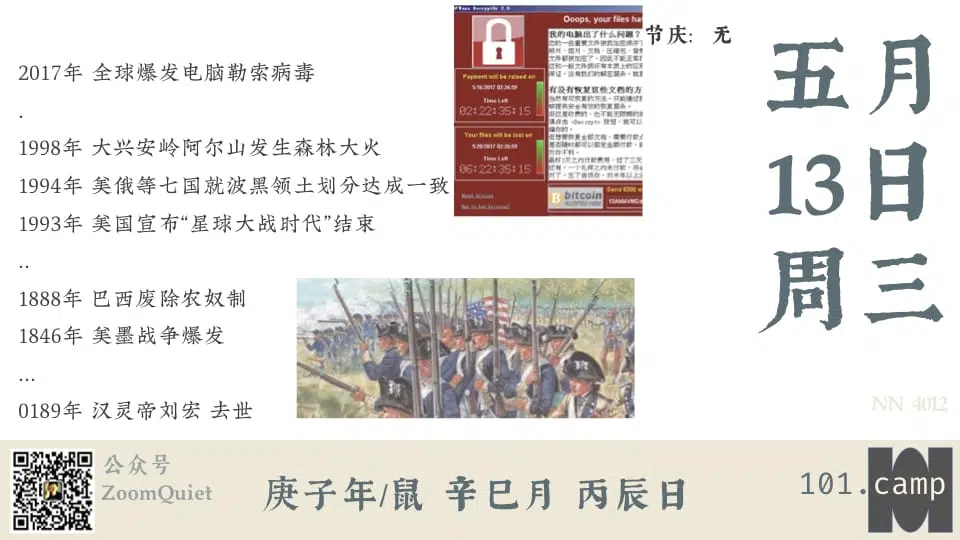 2017年 全球爆发电脑勒索病毒
.
1998年 大兴安岭阿尔山发生森林大火
1994年 美俄等七国就波黑领土划分达成一致
1993年 美国宣布“星球大战时代”结束
..
1888年 巴西废除农奴制
1846年 美墨战争爆发
...
0189年 汉灵帝刘宏 去世
Ooops, your files ha
我的电脑出了什么问题？
有没有恢复这些文档的方
Payment will be raised on
5/16/2017 02:26:59
Time Left
02:22:35:15
Your files will be lost on
5/20/2017 02:26:59
Time Left
06:22:35:15
bitcoin
ACCEPTED HERE
节庆： 无
五月
13日
周三
NN 4012
公众号
ZoomQuiet
庚子年/鼠 辛巳月 丙辰日
101.camp